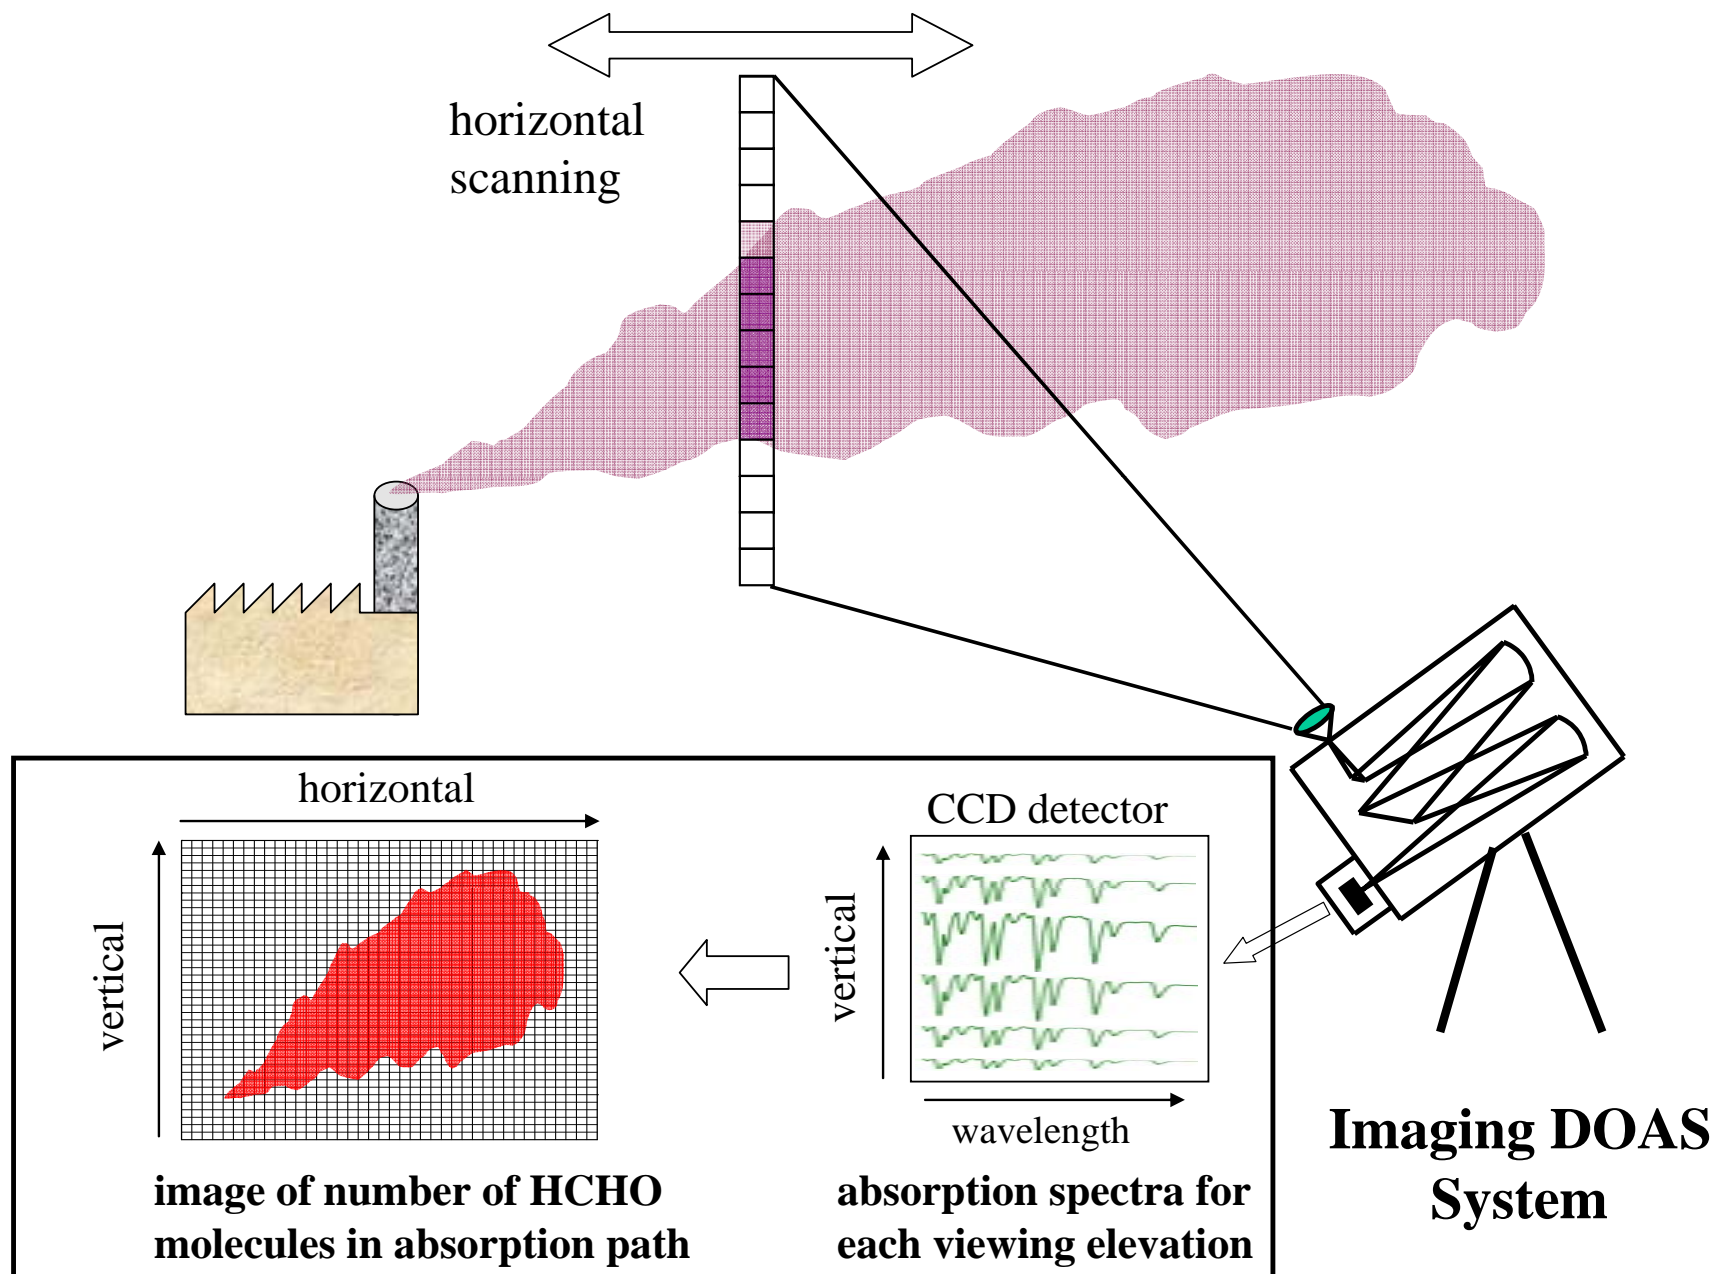 horizontal
scanning
horizontal
vertical
CCD detector
vertical
wavelength
image of number of HCHO
molecules in absorption path
absorption spectra for
each viewing elevation
Imaging DOAS
System